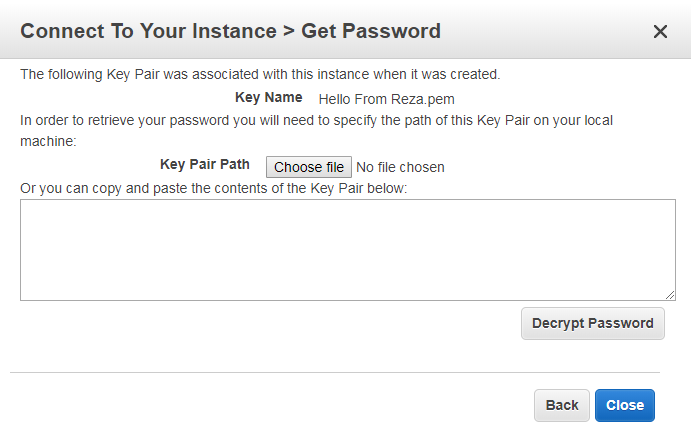 Connect To Your Instance > Get Password
The following Key Pair was associated with this instance when it was created.
Key Name Hello From Reza.pem
In order to retrieve your password you will need to specify the path of this Key Pair on your local
machine:
Key Pair Path Choose file No file chosen
Or you can copy and paste the contents of the Key Pair below:
Decrypt Password
Back Close